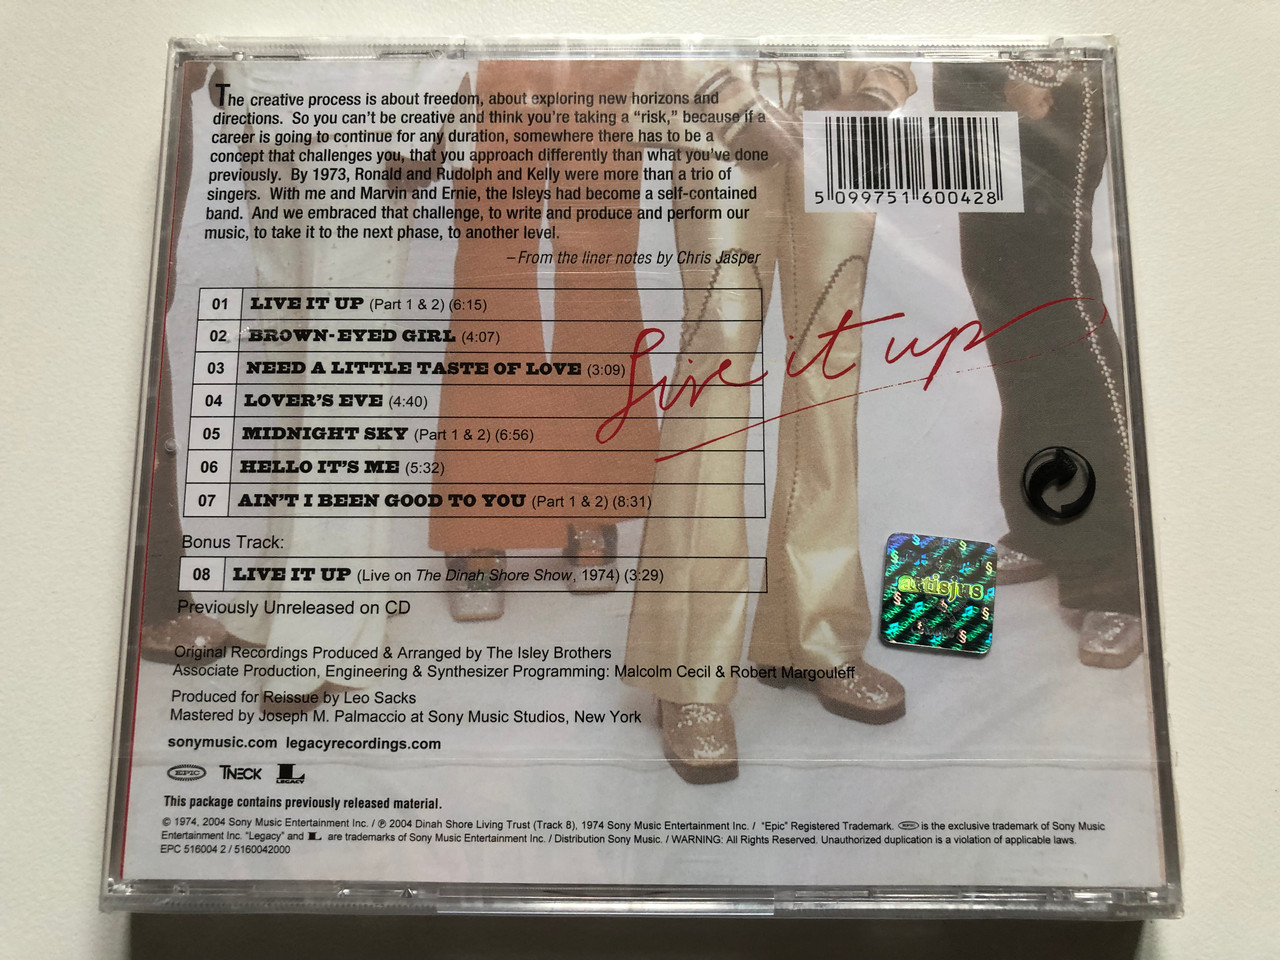 The creative process is about freedom, about exploring new horizons and
directions. So you can't be creative and think you're taking a "risk," because if a
career is going to continue for any duration, somewhere there has to be a
concept that challenges you, that you approach differently than what you've done
previously. By 1973, Ronald and Rudolph and Kelly were more than a trio of
singers. With me and Marvin and Ernie, the Isleys had become a self-contained
band. And we embraced that challenge, to write and produce and perform our
music, to take it to the next phase, to another level.
– From the liner notes by Chris Jasper
5 099751 600428
01 LIVE IT UP (Part 1 & 2) (6:15)
02 BROWN-EYED GIRL (4:07)
03 NEED A LITTLE TASTE OF LOVE (3:09)
04 LOVER'S EVE (4:40)
05 MIDNIGHT SKY (Part 1 & 2) (6:56)
06 HELLO IT'S ME (5:32)
07 AIN'T I BEEN GOOD TO YOU (Part 1 & 2) (8:31)
Live it up
Bonus Track:
08 LIVE IT UP (Live on The Dinah Shore Show, 1974) (3:29)
Previously Unreleased on CD
artisjus
Original Recordings Produced & Arranged by The Isley Brothers
Associate Production, Engineering & Synthesizer Programming: Malcolm Cecil & Robert Margouleff
Produced for Reissue by Leo Sacks
Mastered by Joseph M. Palmaccio at Sony Music Studios, New York
sonymusic.com legacyrecordings.com
EPIC TNECK LEGACY
This package contains previously released material.
© 1974, 2004 Sony Music Entertainment Inc. / ℗ 2004 Dinah Shore Living Trust (Track 8), 1974 Sony Music Entertainment Inc. / "Epic" Registered Trademark. EPIC is the exclusive trademark of Sony Music
Entertainment Inc. "Legacy" and L are trademarks of Sony Music Entertainment Inc. / Distribution Sony Music. / WARNING: All Rights Reserved. Unauthorized duplication is a violation of applicable laws.
EPC 516004 2 / 5160042000